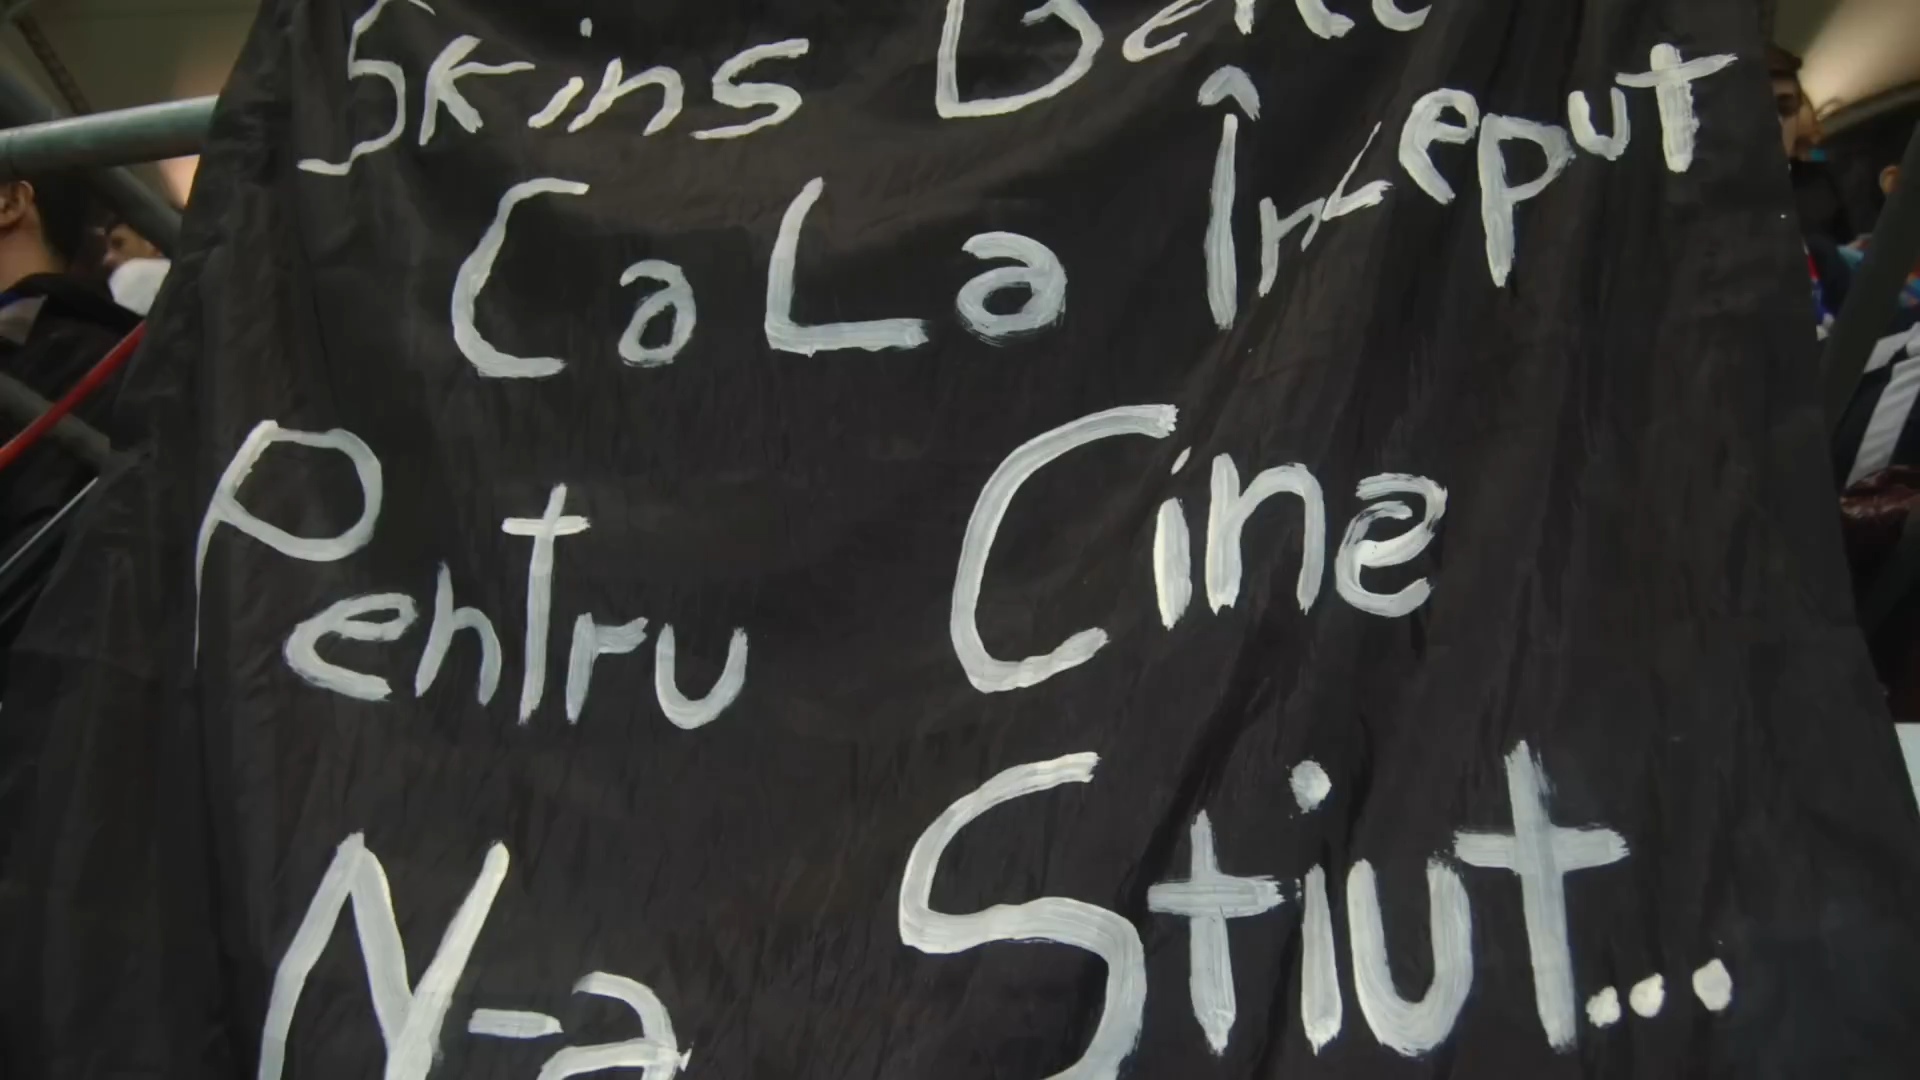 Skins
Ca La Început
Pentru Cine
N-a Stiut...